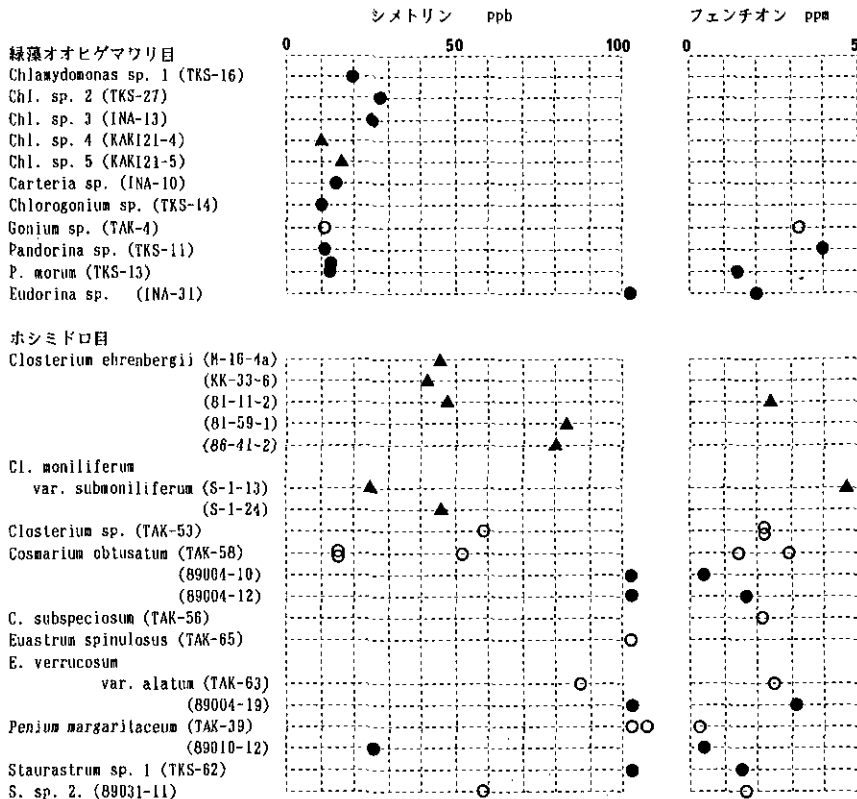 シメトリン ppb フェンチオン ppm
0 50 100 0 5
緑藻オオヒゲマワリ目
Chlamydomonas sp. 1 (TKS-16)
Chl. sp. 2 (TKS-27)
Chl. sp. 3 (INA-13)
Chl. sp. 4 (KAKI21-4)
Chl. sp. 5 (KAKI21-5)
Carteria sp. (INA-10)
Chlorogonium sp. (TKS-14)
Gonium sp. (TAK-4)
Pandorina sp. (TKS-11)
P. morum (TKS-13)
Eudorina sp. (INA-31)
ホシミドロ目
Closterium ehrenbergii (M-16-4a)
(KK-33-6)
(81-11-2)
(81-59-1)
(86-41-2)
Cl. moniliferum
var. submoniliferum (S-1-13)
(S-1-24)
Closterium sp. (TAK-53)
Cosmarium obtusatum (TAK-58)
(89004-10)
(89004-12)
C. subspeciosum (TAK-56)
Euastrum spinulosus (TAK-65)
E. verrucosum
var. alatum (TAK-63)
(89004-19)
Penium margaritaceum (TAK-39)
(89010-12)
Staurastrum sp. 1 (TKS-62)
S. sp. 2. (89031-11)